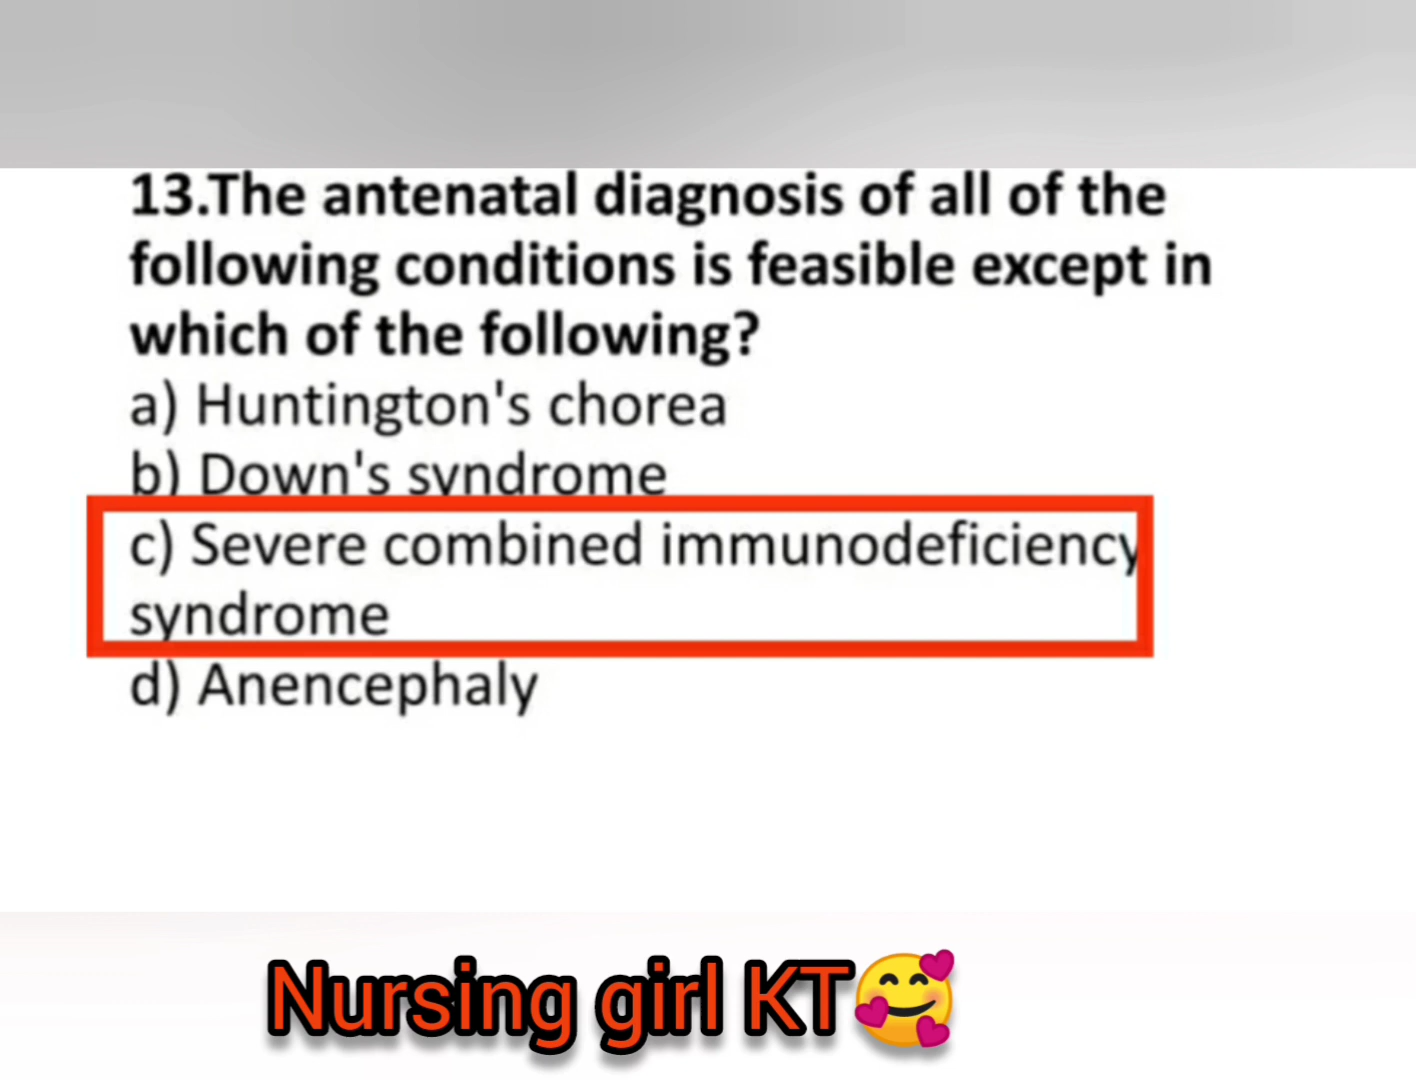 13.The antenatal diagnosis of all of the
following conditions is feasible except in
which of the following?
a) Huntington's chorea
b) Down's syndrome
c) Severe combined immunodeficiency
syndrome
d) Anencephaly
Nursing girl KT🥰